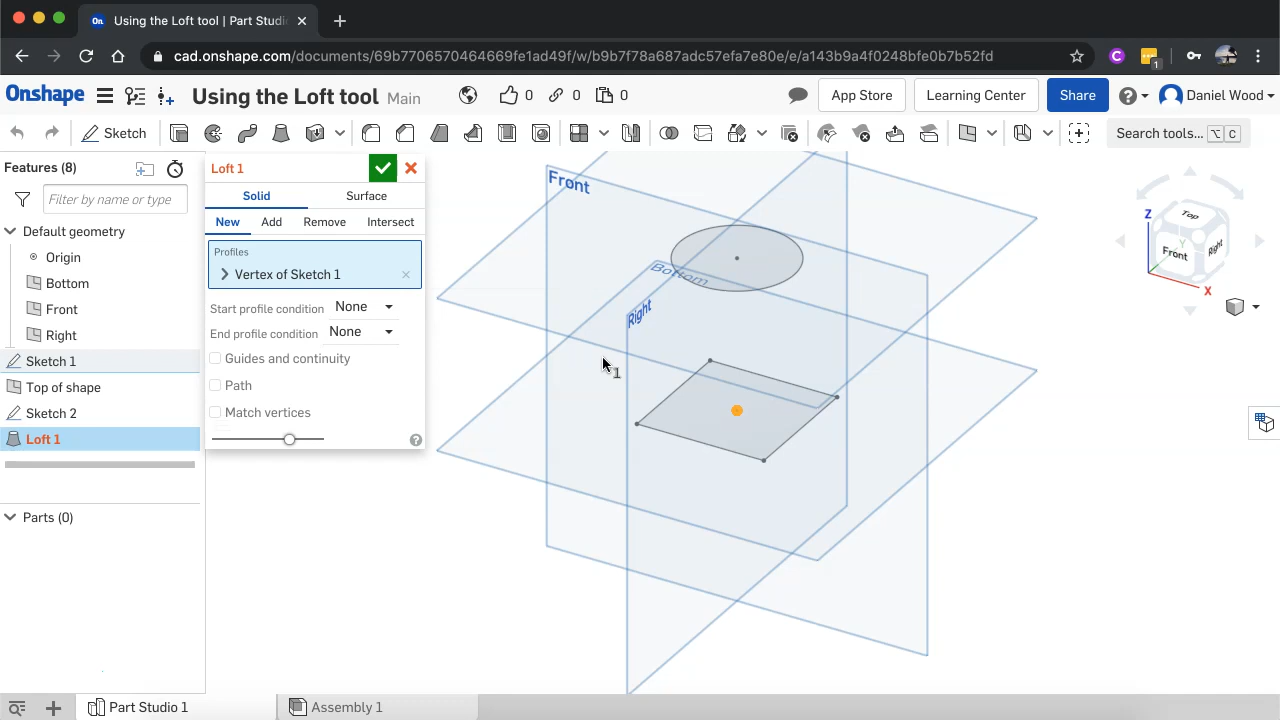 On Using the Loft tool | Part Studi × +
cad.onshape.com/documents/69b7706570464669fe1ad49f/w/b9b7f78a687adc57efa7e80e/e/a143b9a4f0248bfe0b7b52fd
C 1
Onshape Using the Loft tool Main 0 0 0 App Store Learning Center Share Daniel Wood
Sketch Search tools... ⌥ C
Features (8)
Filter by name or type
Default geometry
Origin
Bottom
Front
Right
Sketch 1
Top of shape
Sketch 2
Loft 1
Parts (0)
Loft 1
Solid Surface
New Add Remove Intersect
Profiles
Vertex of Sketch 1 ×
Start profile condition None
End profile condition None
Guides and continuity
Path
Match vertices
Front
Bottom
Right
1
Z
Top
Y
Front
Right
X
Part Studio 1
Assembly 1